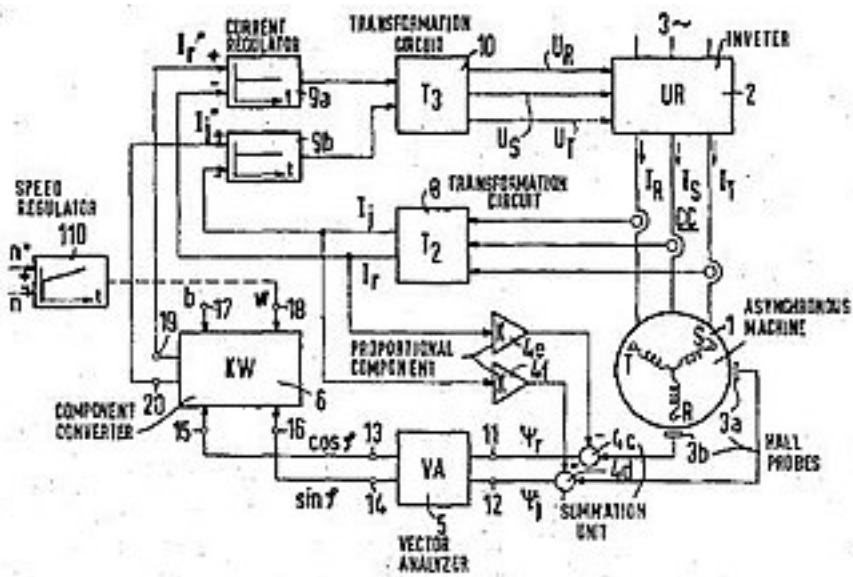 CURRENT
REGULATOR
TRANSFORMATION
CIRCUIT
10
3~
INVETER
Ir* +
-
t
9a
T3
UR
US
UT
UR
2
Ij*
t
9b
IR
IS
IT
SPEED
REGULATOR
110
n*
+
n
t
Ij
Ir
8
T2
TRANSFORMATION
CIRCUIT
b
17
w
18
19
KW
6
20
COMPONENT
CONVERTER
15
16
PROPORTIONAL
COMPONENT
K
4e
K
4f
1
ASYNCHRONOUS
MACHINE
T
S
R
3a
3b
HALL
PROBES
cos φ
13
sin φ
14
VA
5
VECTOR
ANALYZER
11
Ψr
12
Ψj
-
4c
-
4d
SUMMATION
UNIT